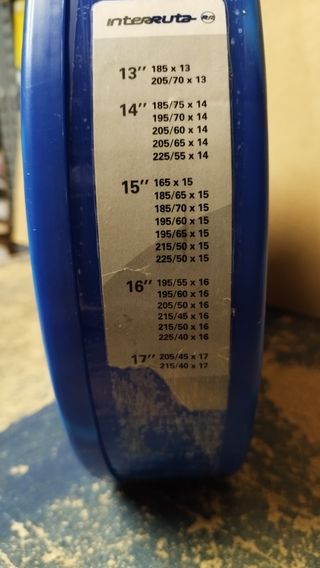 InterRuta
13’’ 185 x 13
205/70 x 13
14’’ 185/75 x 14
195/70 x 14
205/60 x 14
205/65 x 14
225/55 x 14
15’’ 165 x 15
185/65 x 15
185/70 x 15
195/60 x 15
195/65 x 15
215/50 x 15
225/50 x 15
16’’ 195/55 x 16
195/60 x 16
205/50 x 16
215/45 x 16
215/50 x 16
225/40 x 16
17’’ 205/45 x 17
215/40 x 17